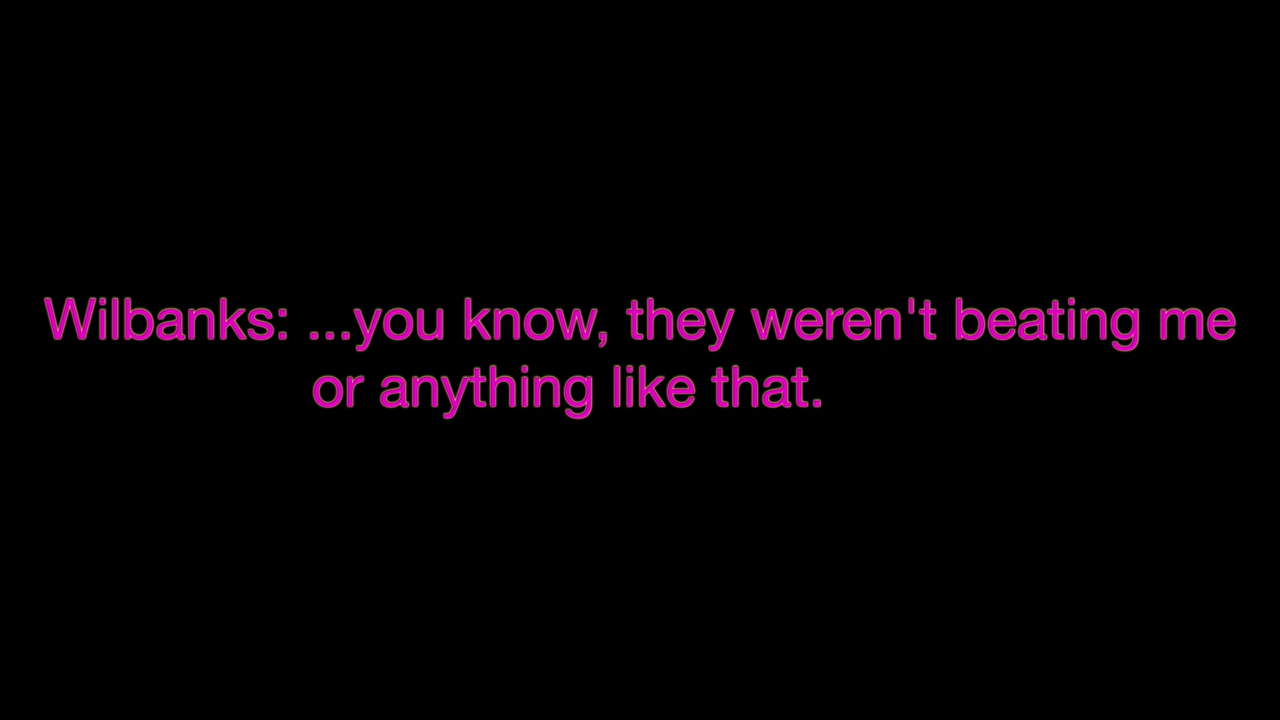 Wilbanks: ...you know, they weren't beating me
or anything like that.